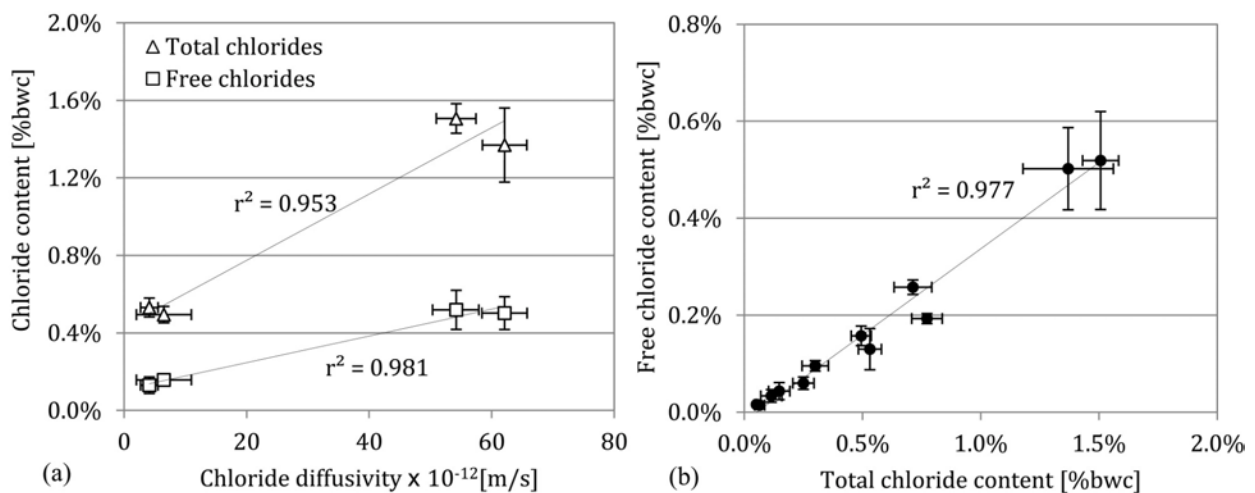 2.0%
1.6%
1.2%
0.8%
0.4%
0.0%
Chloride content [%bwc]
Total chlorides
Free chlorides
r² = 0.953
r² = 0.981
0
20
40
60
80
(a)
Chloride diffusivity x 10⁻¹²[m/s]
0.8%
0.6%
0.4%
0.2%
0.0%
Free chloride content [%bwc]
r² = 0.977
0.0%
0.5%
1.0%
1.5%
2.0%
(b)
Total chloride content [%bwc]